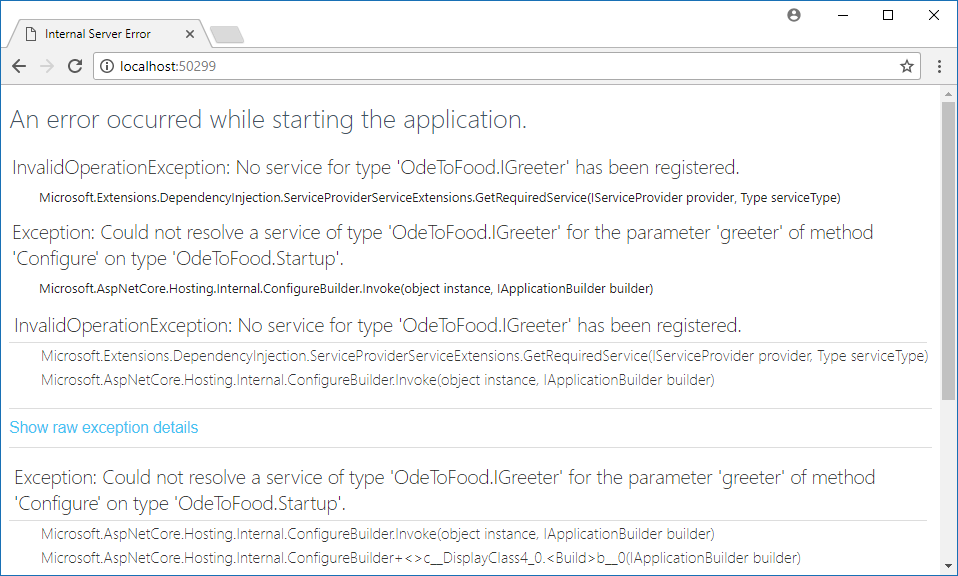 Internal Server Error
localhost:50299
An error occurred while starting the application.
InvalidOperationException: No service for type 'OdeToFood.IGreeter' has been registered.
Microsoft.Extensions.DependencyInjection.ServiceProviderServiceExtensions.GetRequiredService(IServiceProvider provider, Type serviceType)
Exception: Could not resolve a service of type 'OdeToFood.IGreeter' for the parameter 'greeter' of method
'Configure' on type 'OdeToFood.Startup'.
Microsoft.AspNetCore.Hosting.Internal.ConfigureBuilder.Invoke(object instance, IApplicationBuilder builder)
InvalidOperationException: No service for type 'OdeToFood.IGreeter' has been registered.
Microsoft.Extensions.DependencyInjection.ServiceProviderServiceExtensions.GetRequiredService(IServiceProvider provider, Type serviceType)
Microsoft.AspNetCore.Hosting.Internal.ConfigureBuilder.Invoke(object instance, IApplicationBuilder builder)
Show raw exception details
Exception: Could not resolve a service of type 'OdeToFood.IGreeter' for the parameter 'greeter' of method
'Configure' on type 'OdeToFood.Startup'.
Microsoft.AspNetCore.Hosting.Internal.ConfigureBuilder.Invoke(object instance, IApplicationBuilder builder)
Microsoft.AspNetCore.Hosting.Internal.ConfigureBuilder+<>c__DisplayClass4_0.<Build>b__0(IApplicationBuilder builder)